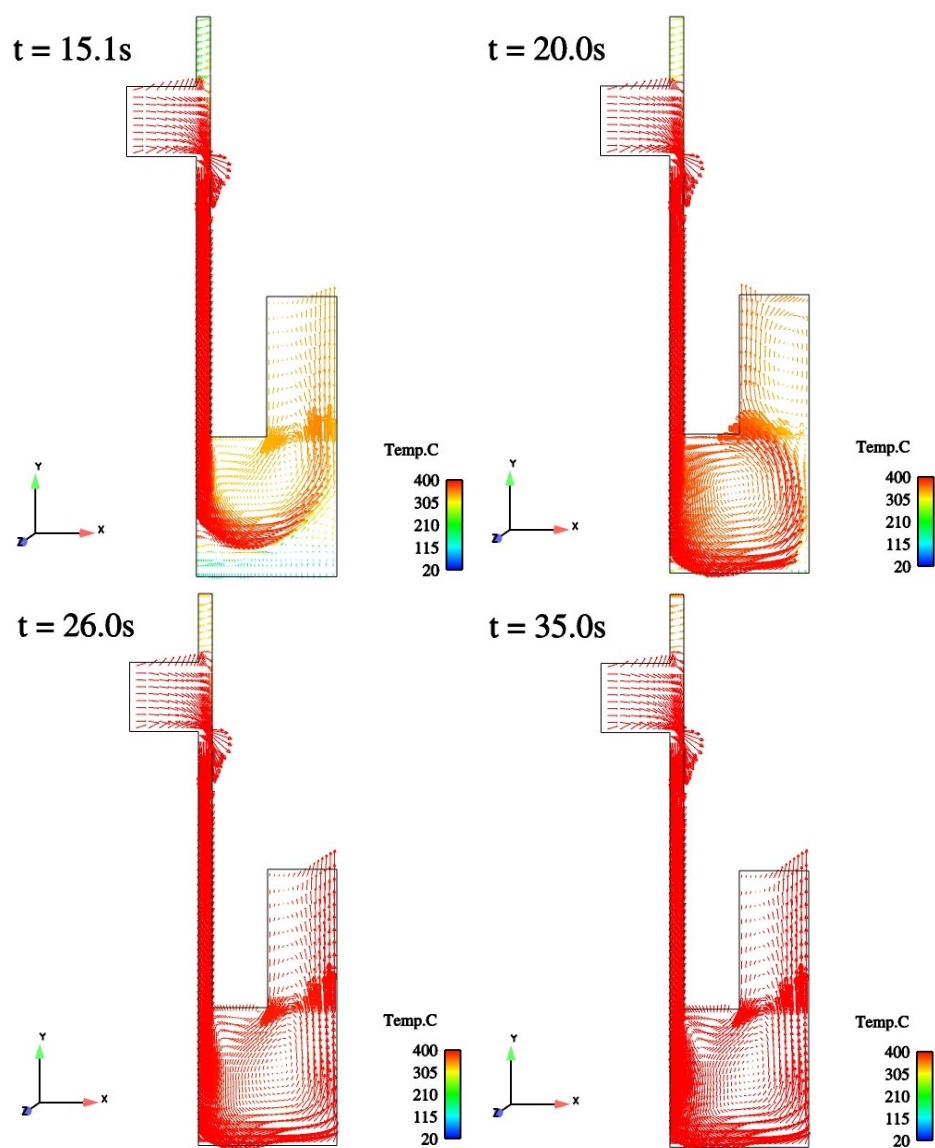 t = 15.1s
Temp.C
400
305
210
115
20
Y
X
Z
t = 20.0s
Temp.C
400
305
210
115
20
Y
X
Z
t = 26.0s
Temp.C
400
305
210
115
20
Y
X
Z
t = 35.0s
Temp.C
400
305
210
115
20
Y
X
Z